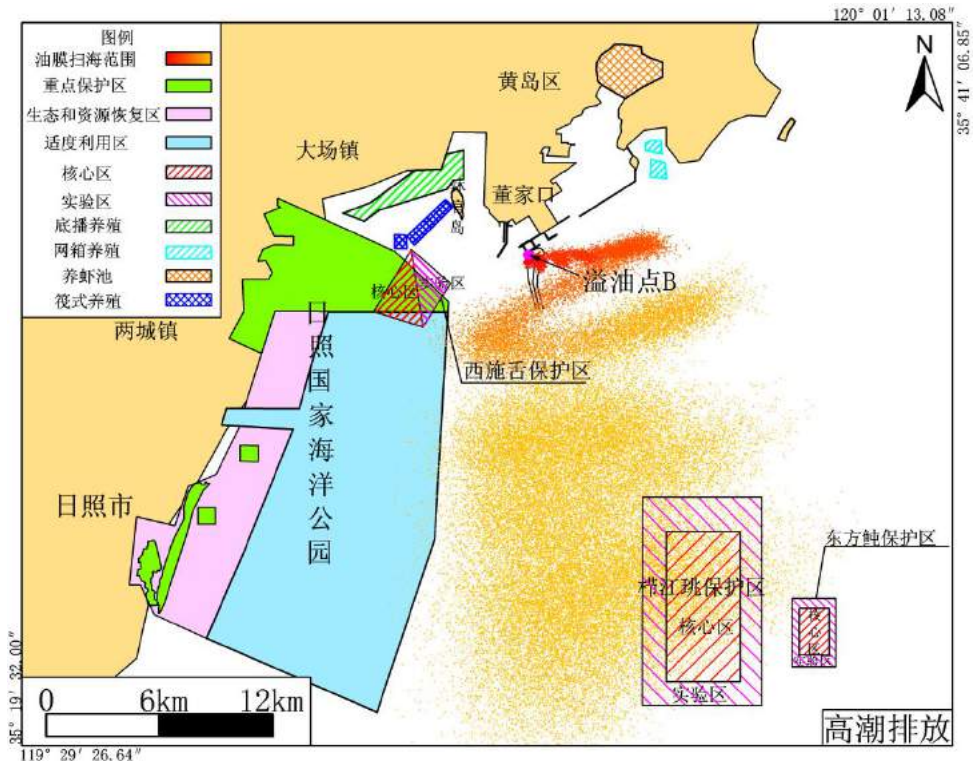 120° 01′ 13.08″
35° 41′ 06.85″
N
图例
油膜扫海范围
重点保护区
生态和资源恢复区
适度利用区
核心区
实验区
底播养殖
网箱养殖
养虾池
筏式养殖
黄岛区
大场镇
董家口
岛
溢油点B
核心区
实验区
两城镇
西施舌保护区
日照国家海洋公园
日照市
东方鲀保护区
栉江珧保护区
核心区
实验区
核心区
实验区
0 6km 12km
高潮排放
35° 19′ 32.00″
119° 29′ 26.64″